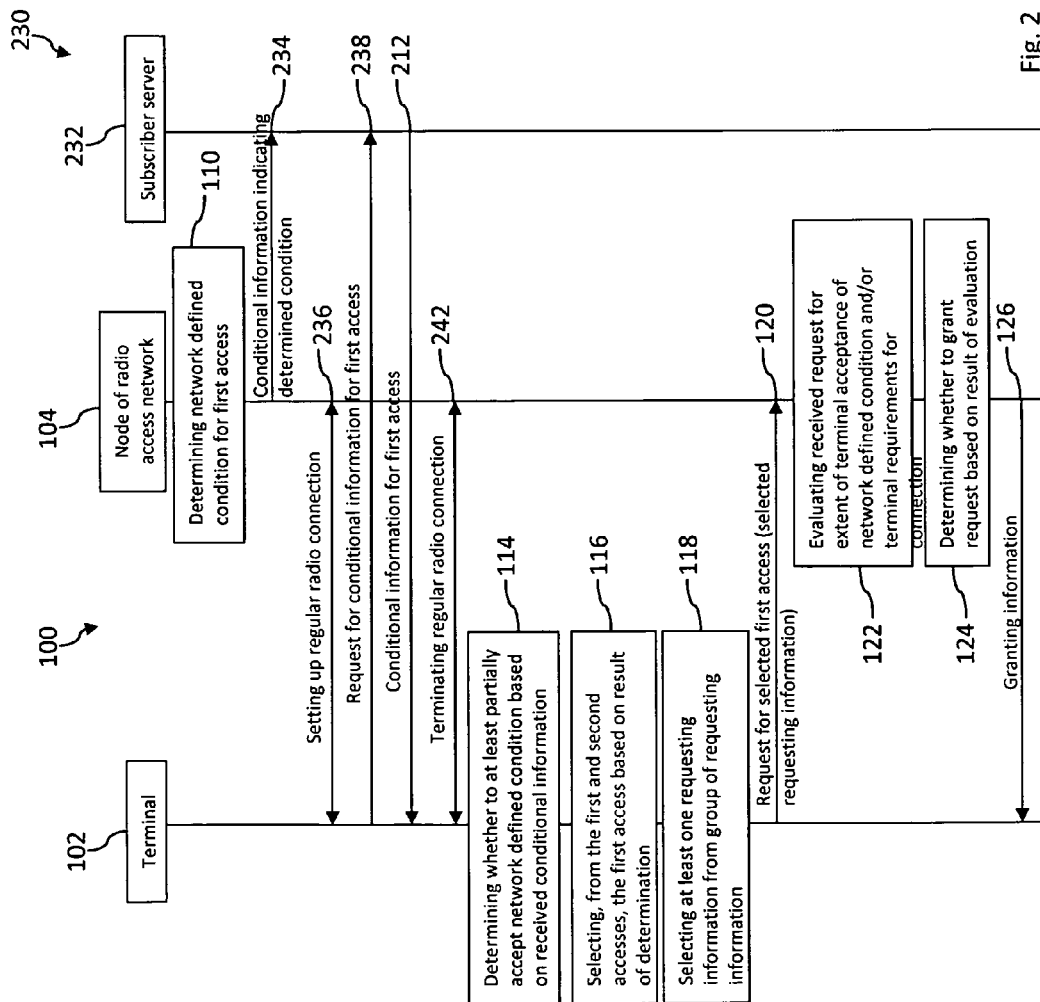 230
100
232
Subscriber server
104
Node of radio
access network
102
Terminal
110
Determining network defined
condition for first access
234
Conditional information indicating
determined condition
236
Setting up regular radio connection
238
Request for conditional information for first access
212
Conditional information for first access
242
Terminating regular radio connection
114
Determining whether to at least partially
accept network defined condition based
on received conditional information
116
Selecting, from the first and second
accesses, the first access based on result
of determination
118
Selecting at least one requesting
information from group of requesting
information
120
Request for selected first access (selected
requesting information)
Evaluating received request for
extent of terminal acceptance of
network defined condition and/or
terminal requirements for
connection
122
Determining whether to grant
request based on result of evaluation
124
126
Granting information
Fig. 2